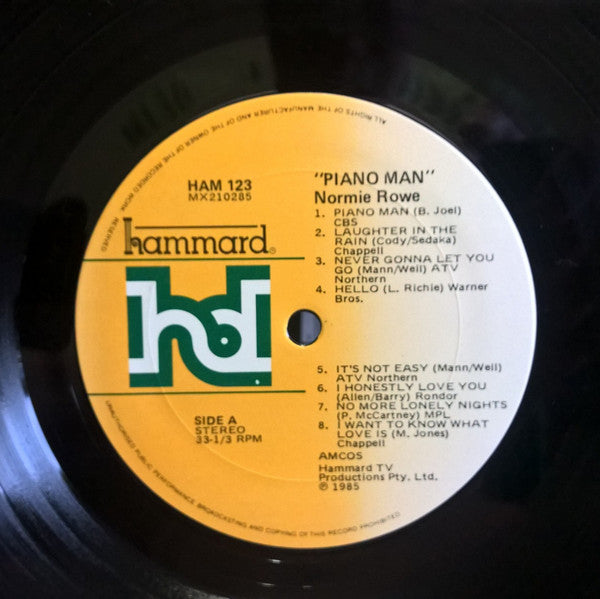 ALL RIGHTS OF THE MANUFACTURER AND OF THE OWNER OF THE RECORDED WORK RESERVED
HAM 123
MX210285
hammard®
hd
SIDE A
STEREO
33-1/3 RPM
"PIANO MAN"
Normie Rowe
1. PIANO MAN (B. Joel)
CBS
2. LAUGHTER IN THE
RAIN (Cody/Sedaka)
Chappell
3. NEVER GONNA LET YOU
GO (Mann/Weil) ATV
Northern
4. HELLO (L. Richie) Warner
Bros.
5. IT'S NOT EASY (Mann/Weil)
ATV Northern
6. I HONESTLY LOVE YOU
(Allen/Barry) Rondor
7. NO MORE LONELY NIGHTS
(P. McCartney) MPL
8. I WANT TO KNOW WHAT
LOVE IS (M. Jones)
Chappell
AMCOS
Hammard TV
Productions Pty. Ltd.
℗ 1985
UNAUTHORISED PUBLIC PERFORMANCE, BROADCASTING AND COPYING OF THIS RECORD PROHIBITED